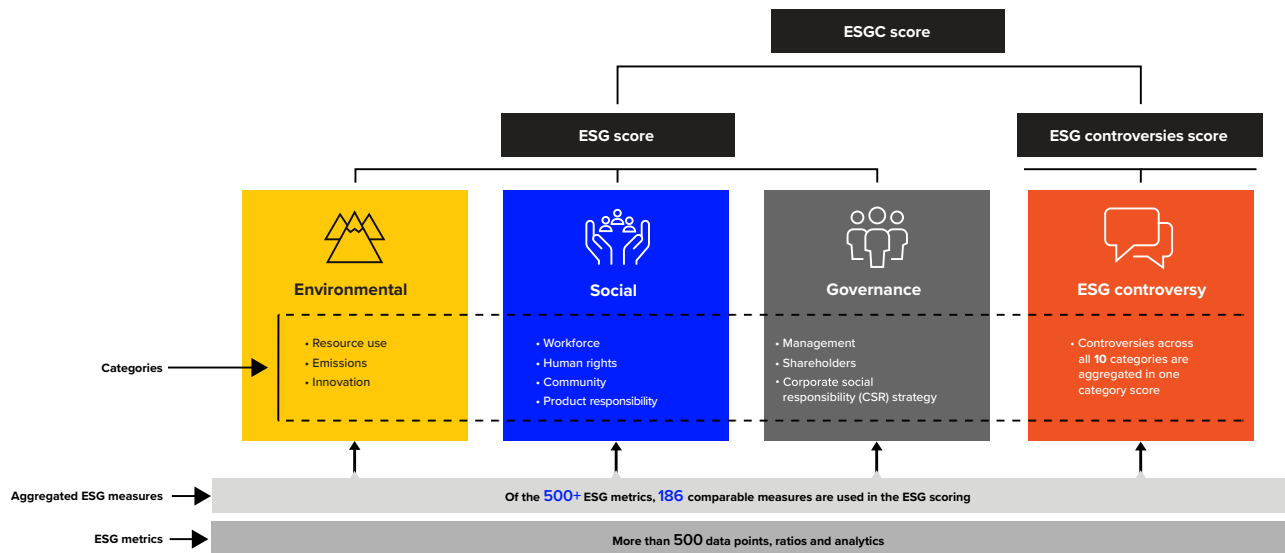 ESGC score
ESG score
ESG controversies score
Environmental
Social
Governance
ESG controversy
Categories
• Resource use
• Emissions
• Innovation
• Workforce
• Human rights
• Community
• Product responsibility
• Management
• Shareholders
• Corporate social
responsibility (CSR) strategy
• Controversies across
all 10 categories are
aggregated in one
category score
Aggregated ESG measures
Of the 500+ ESG metrics, 186 comparable measures are used in the ESG scoring
ESG metrics
More than 500 data points, ratios and analytics